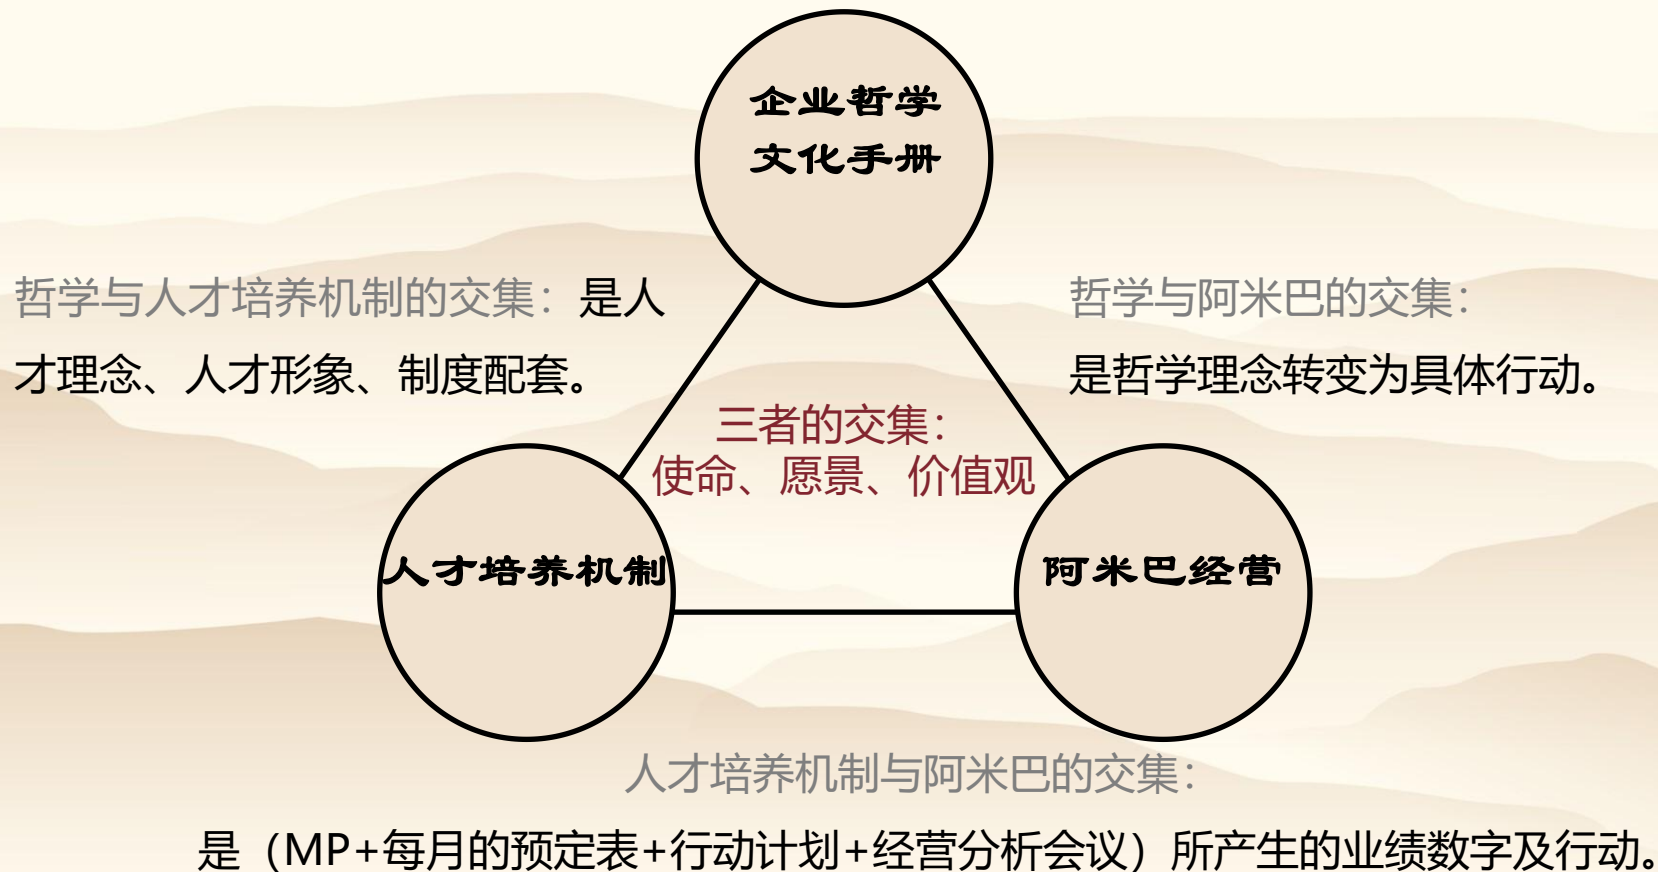 企业哲学
文化手册
哲学与人才培养机制的交集：是人
才理念、人才形象、制度配套。
哲学与阿米巴的交集：
是哲学理念转变为具体行动。
三者的交集：
使命、愿景、价值观
人才培养机制
阿米巴经营
人才培养机制与阿米巴的交集：
是（MP+每月的预定表+行动计划+经营分析会议）所产生的业绩数字及行动。